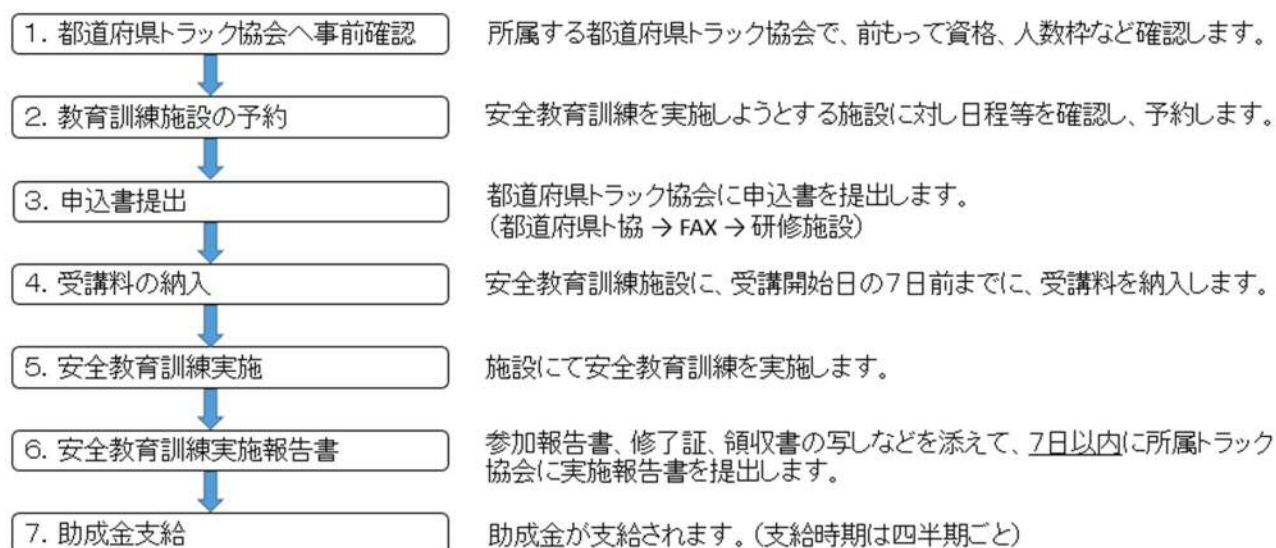 1. 都道府県トラック協会へ事前確認
所属する都道府県トラック協会で、前もって資格、人数枠など確認します。
2. 教育訓練施設の予約
安全教育訓練を実施しようとする施設に対し日程等を確認し、予約します。
3. 申込書提出
都道府県トラック協会に申込書を提出します。
（都道府県ト協 → FAX → 研修施設）
4. 受講料の納入
安全教育訓練施設に、受講開始日の７日前までに、受講料を納入します。
5. 安全教育訓練実施
施設にて安全教育訓練を実施します。
6. 安全教育訓練実施報告書
参加報告書、修了証、領収書の写しなどを添えて、７日以内に所属トラック
協会に実施報告書を提出します。
7. 助成金支給
助成金が支給されます。（支給時期は四半期ごと）